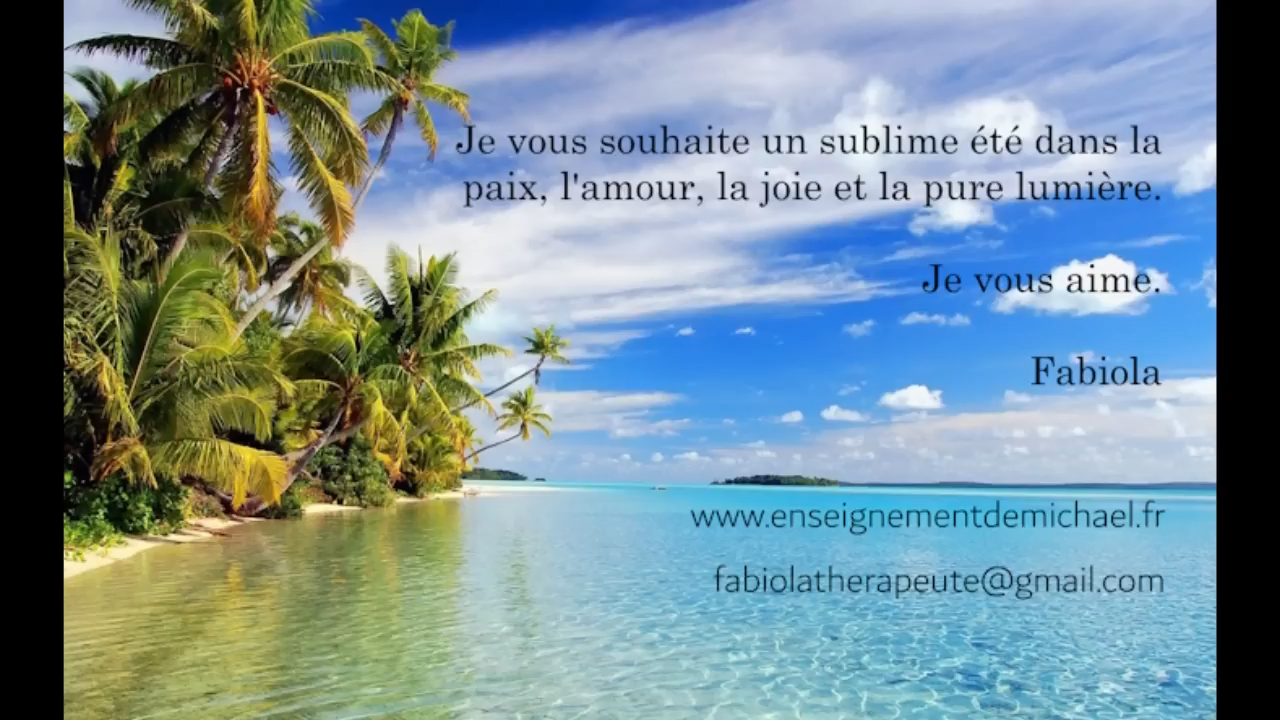 Je vous souhaite un sublime été dans la
paix, l'amour, la joie et la pure lumière.
Je vous aime.
Fabiola
www.enseignementdemichael.fr
fabiolatherapeute@gmail.com